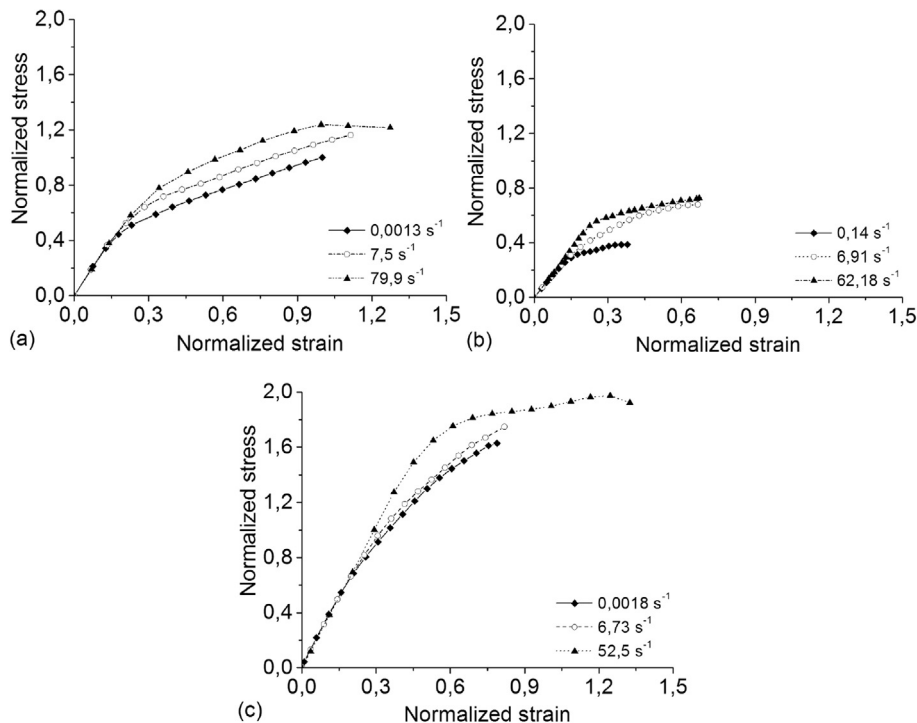 2,0
1,6
1,2
0,8
0,4
0,0
Normalized stress
0,0 0,3 0,6 0,9 1,2 1,5
Normalized strain
0,0013 s⁻¹
7,5 s⁻¹
79,9 s⁻¹
(a)
2,0
1,6
1,2
0,8
0,4
0,0
Normalized stress
0,0 0,3 0,6 0,9 1,2 1,5
Normalized strain
0,14 s⁻¹
6,91 s⁻¹
62,18 s⁻¹
(b)
2,0
1,6
1,2
0,8
0,4
0,0
Normalized stress
0,0 0,3 0,6 0,9 1,2 1,5
Normalized strain
0,0018 s⁻¹
6,73 s⁻¹
52,5 s⁻¹
(c)